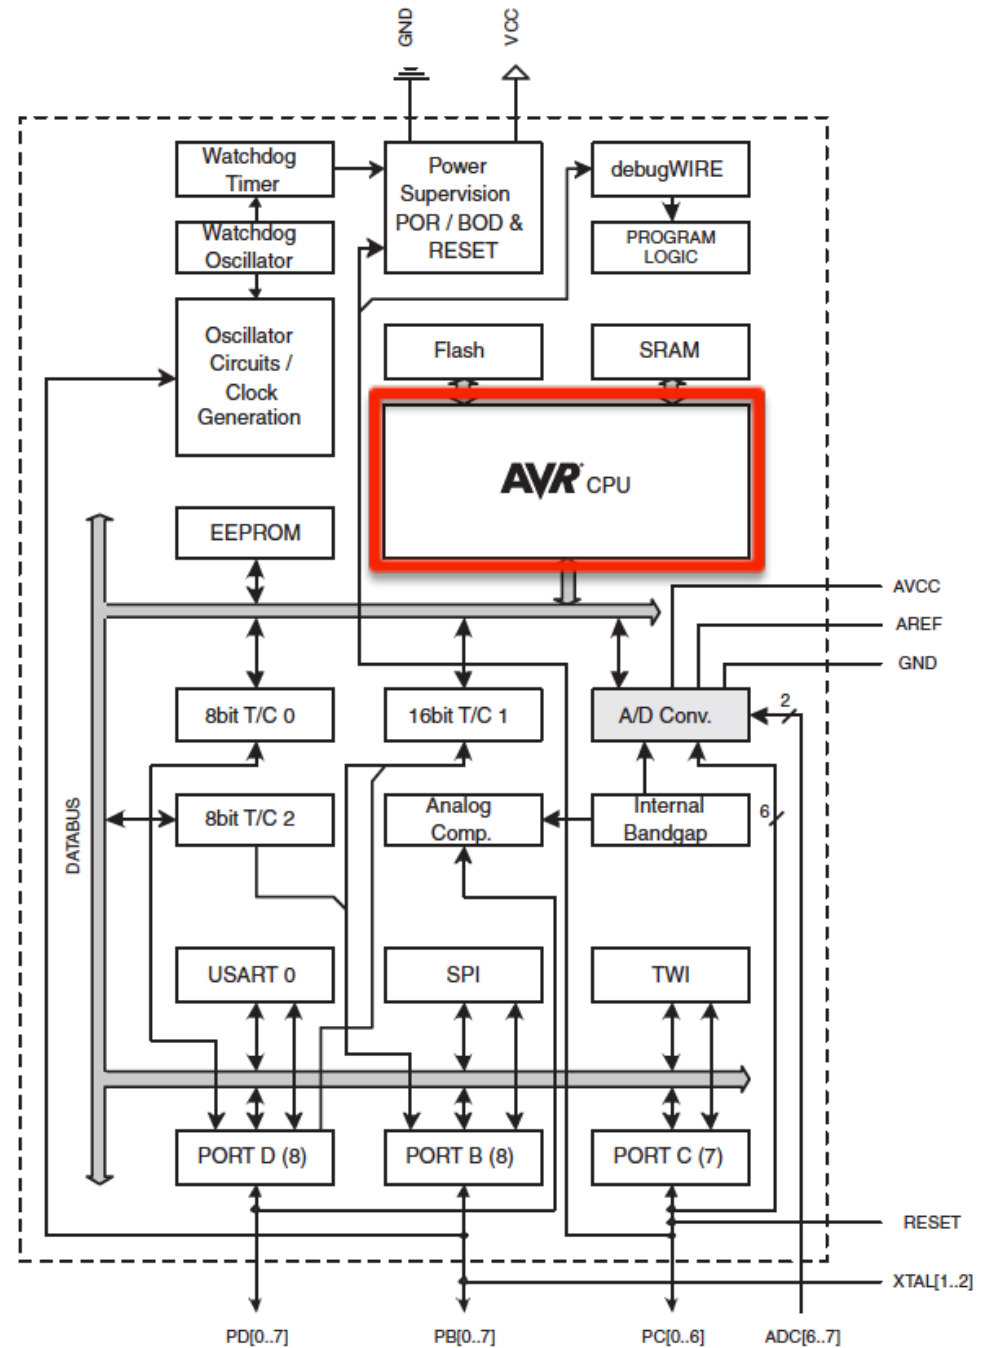 GND
VCC
Watchdog
Timer
Power
Supervision
POR / BOD &
RESET
debugWIRE
Watchdog
Oscillator
PROGRAM
LOGIC
Oscillator
Circuits /
Clock
Generation
Flash
SRAM
AVR CPU
EEPROM
AVCC
AREF
GND
8bit T/C 0
16bit T/C 1
A/D Conv.
2
DATABUS
8bit T/C 2
Analog
Comp.
Internal
Bandgap
6
USART 0
SPI
TWI
PORT D (8)
PORT B (8)
PORT C (7)
RESET
XTAL[1..2]
PD[0..7]
PB[0..7]
PC[0..6]
ADC[6..7]